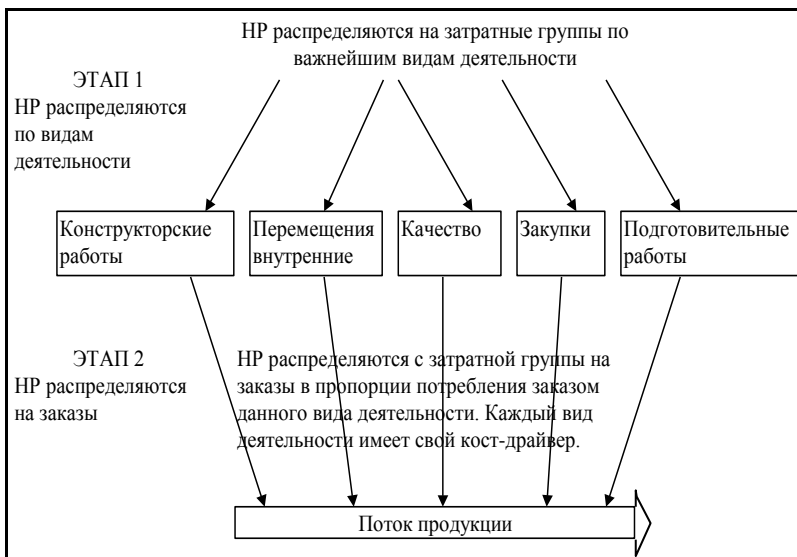 НР распределяются на затратные группы по
важнейшим видам деятельности
ЭТАП 1
НР распределяются
по видам
деятельности
Конструкторские
работы
Перемещения
внутренние
Качество
Закупки
Подготовительные
работы
ЭТАП 2
НР распределяются
на заказы
НР распределяются с затратной группы на
заказы в пропорции потребления заказом
данного вида деятельности. Каждый вид
деятельности имеет свой кост-драйвер.
Поток продукции